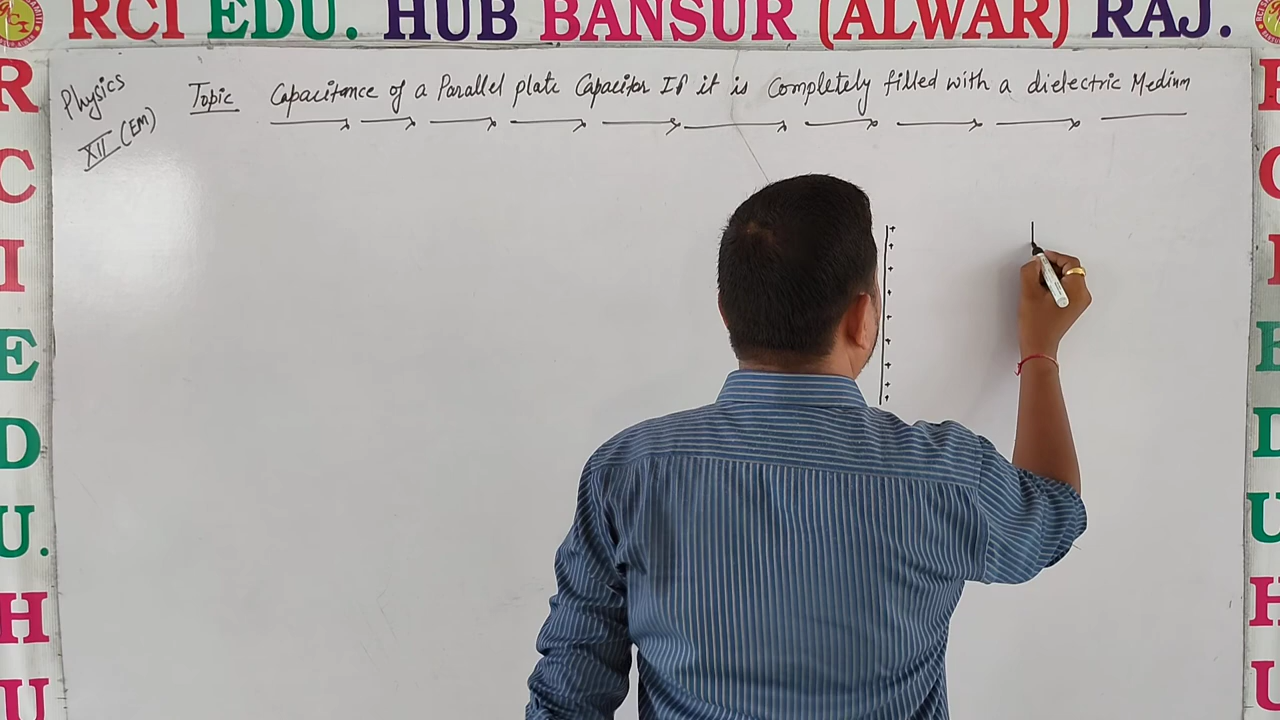 RCI EDU. HUB BANSUR (ALWAR) RAJ.
Physics
XII (EM)
Topic Capacitance of a Parallel plate Capacitor If it is Completely filled with a dielectric Medium
R
C
I
E
D
U.
H
U